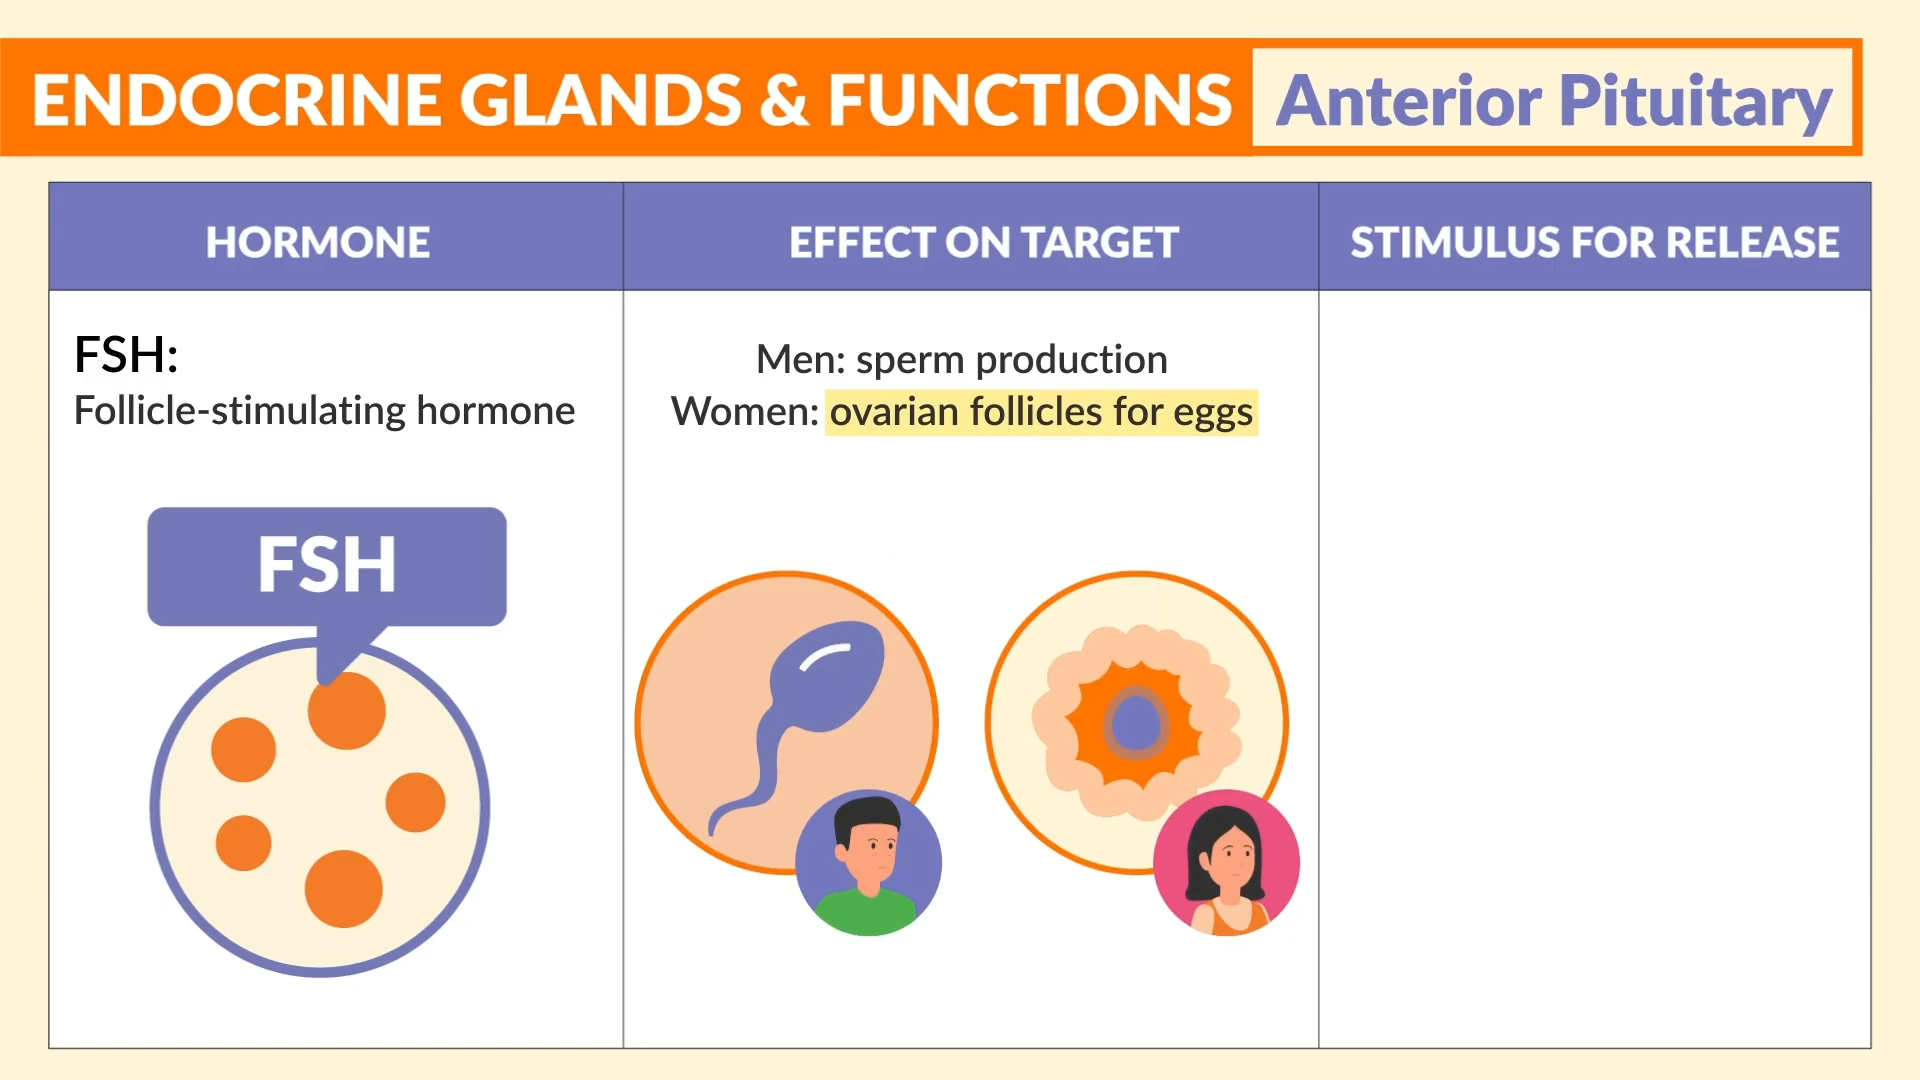 ENDOCRINE GLANDS & FUNCTIONS Anterior Pituitary
HORMONE
EFFECT ON TARGET
STIMULUS FOR RELEASE
FSH:
Follicle-stimulating hormone
Men: sperm production
Women: ovarian follicles for eggs
FSH